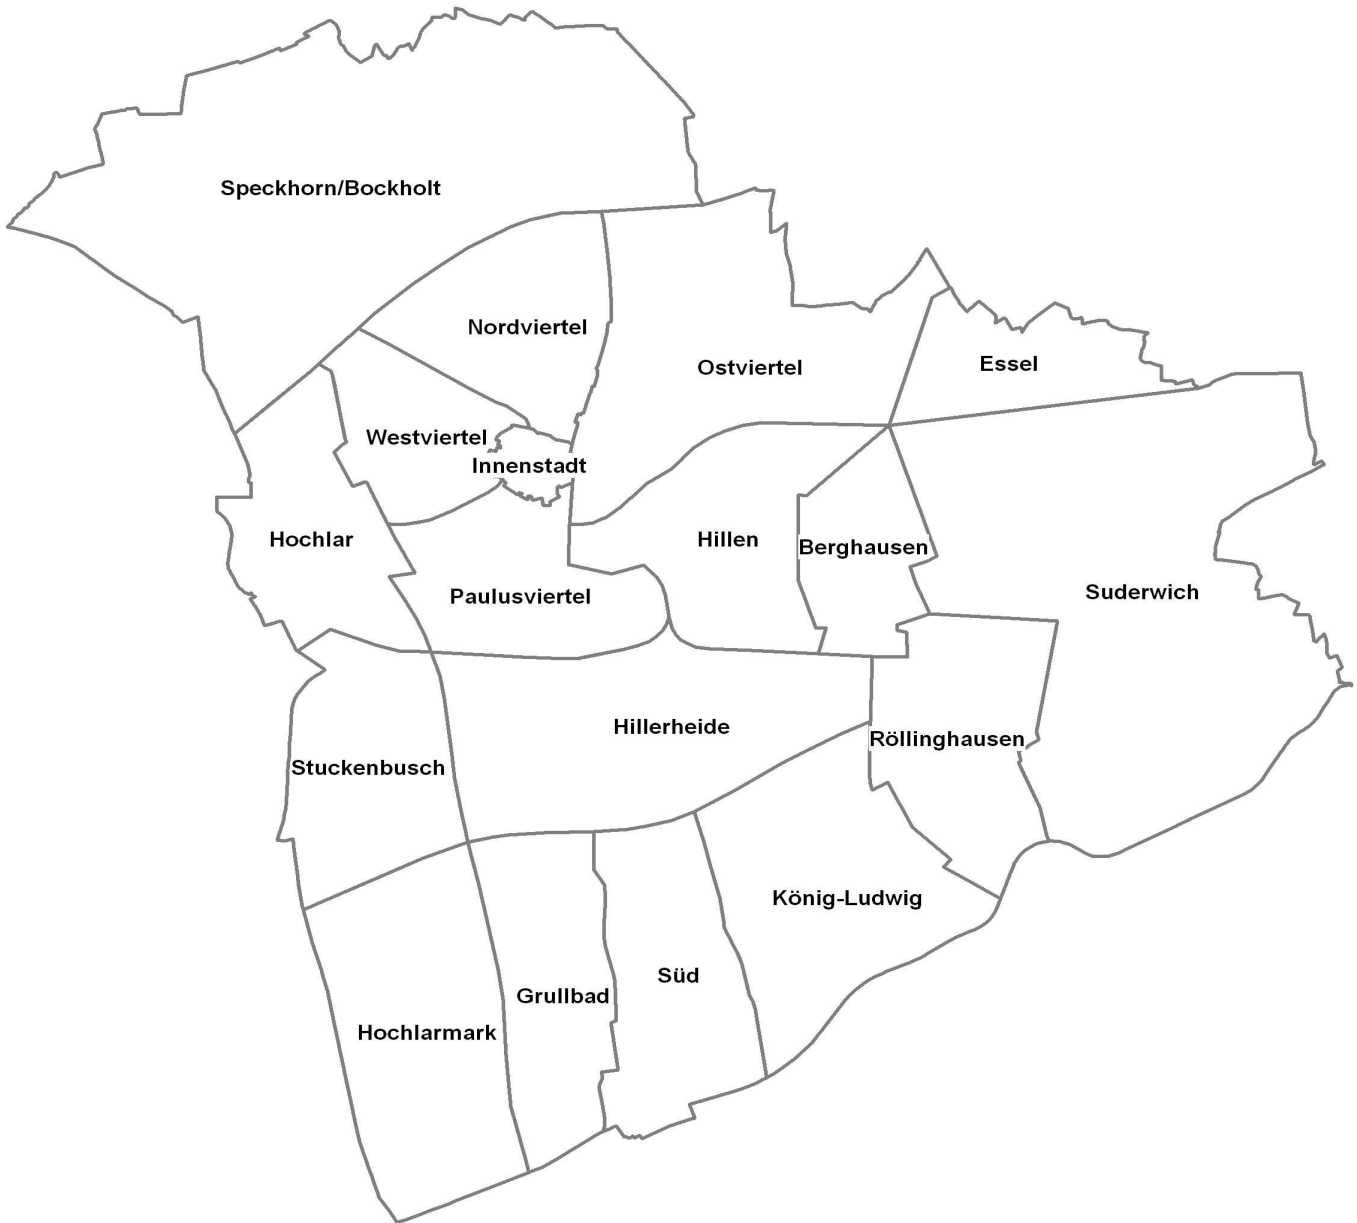 Speckhorn/Bockholt
Nordviertel
Ostviertel
Essel
Westviertel
Innenstadt
Hochlar
Hillen
Berghausen
Paulusviertel
Suderwich
Hillerheide
Röllinghausen
Stuckenbusch
König-Ludwig
Süd
Grullbad
Hochlarmark